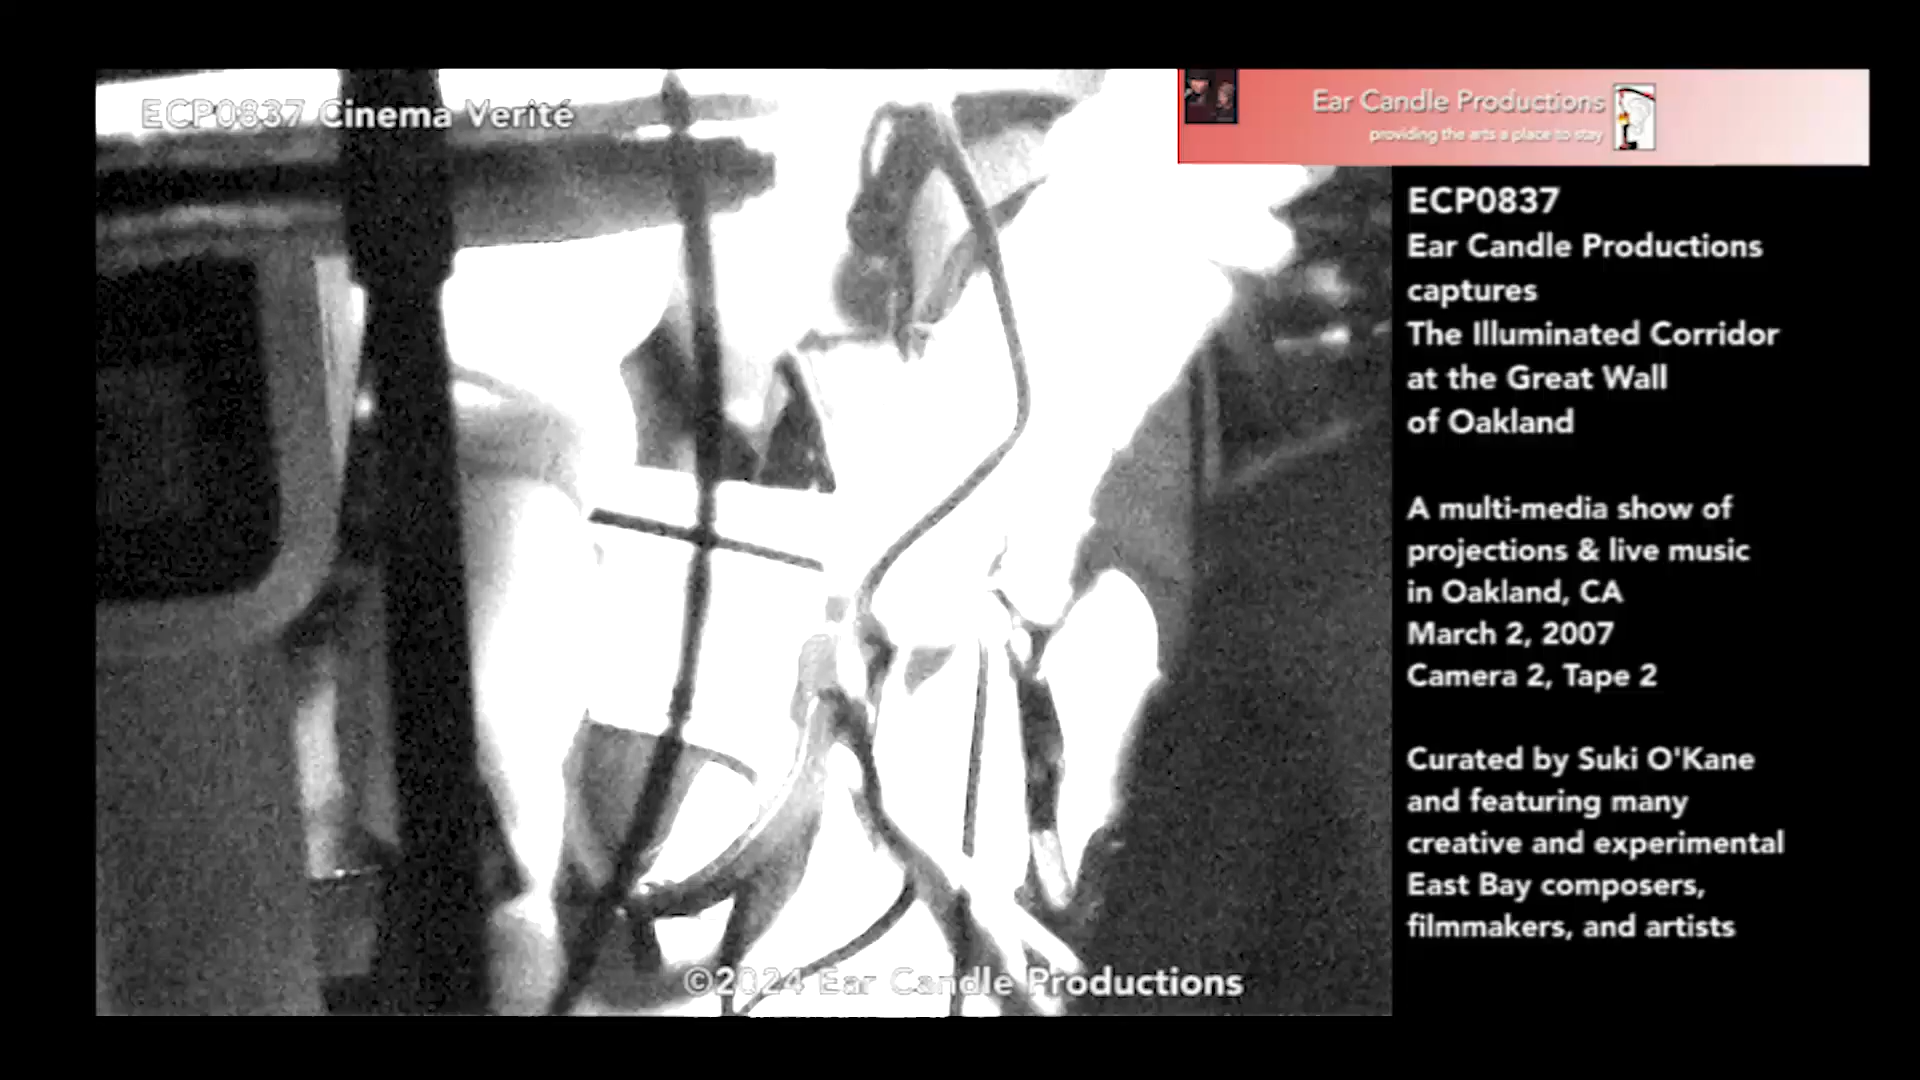 ECP0837 Cinema Verité
Ear Candle Productions
providing the arts a place to stay
ECP0837
Ear Candle Productions
captures
The Illuminated Corridor
at the Great Wall
of Oakland
A multi-media show of
projections & live music
in Oakland, CA
March 2, 2007
Camera 2, Tape 2
Curated by Suki O'Kane
and featuring many
creative and experimental
East Bay composers,
filmmakers, and artists
©2024 Ear Candle Productions